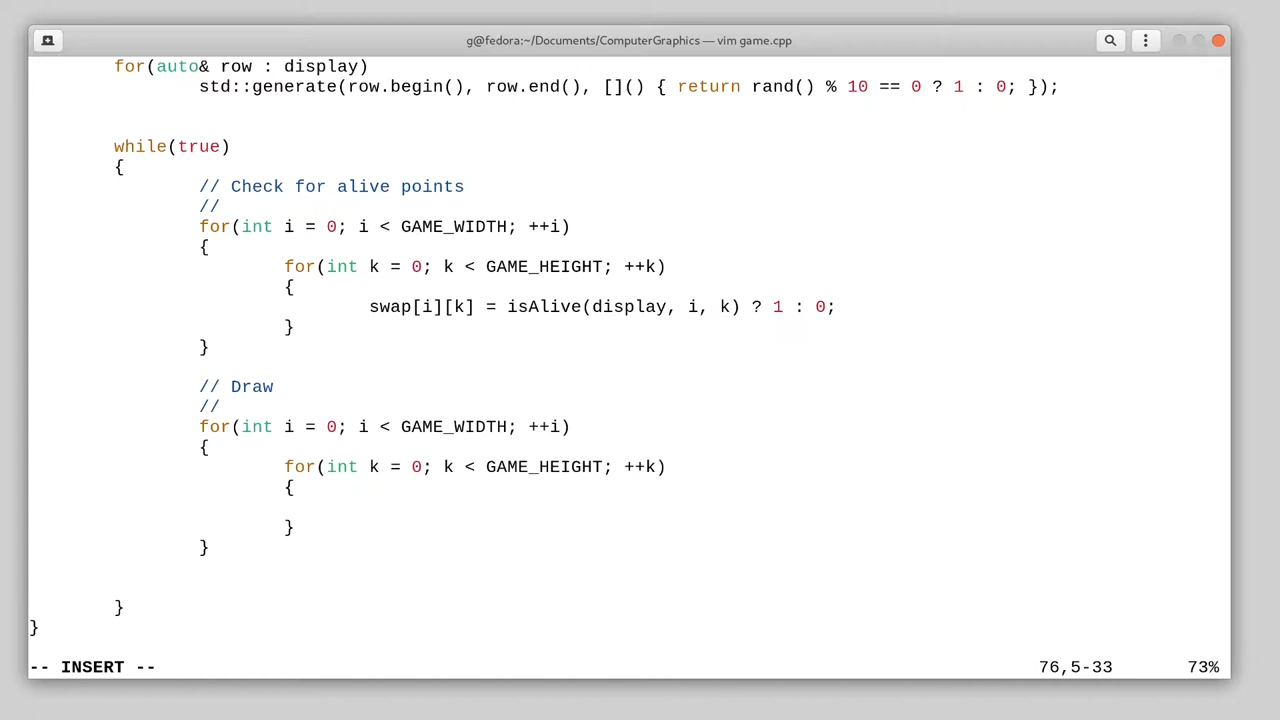 g@fedora:~/Documents/ComputerGraphics — vim game.cpp
for(auto& row : display)
std::generate(row.begin(), row.end(), []() { return rand() % 10 == 0 ? 1 : 0; });
while(true)
{
// Check for alive points
//
for(int i = 0; i < GAME_WIDTH; ++i)
{
for(int k = 0; k < GAME_HEIGHT; ++k)
{
swap[i][k] = isAlive(display, i, k) ? 1 : 0;
}
}
// Draw
//
for(int i = 0; i < GAME_WIDTH; ++i)
{
for(int k = 0; k < GAME_HEIGHT; ++k)
{
}
}
}
}
-- INSERT -- 76,5-33 73%